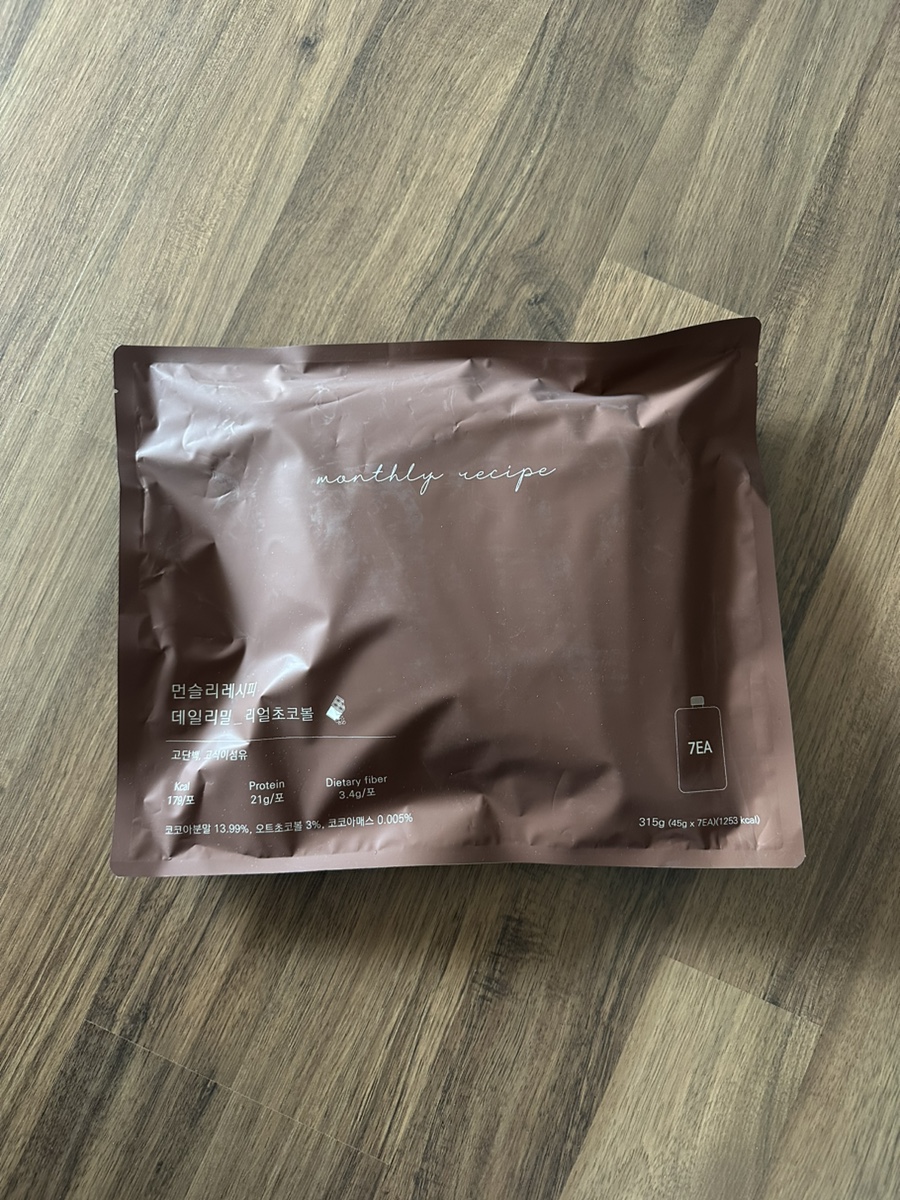 monthly recipe
먼슬리레시피
데일리밀_리얼초코볼
고단백, 고식이섬유
Kcal Protein Dietary fiber
179/포 21g/포 3.4g/포
코코아분말 13.99%, 오트초코볼 3%, 코코아매스 0.005%
7EA
315g (45g x 7EA)(1253 kcal)